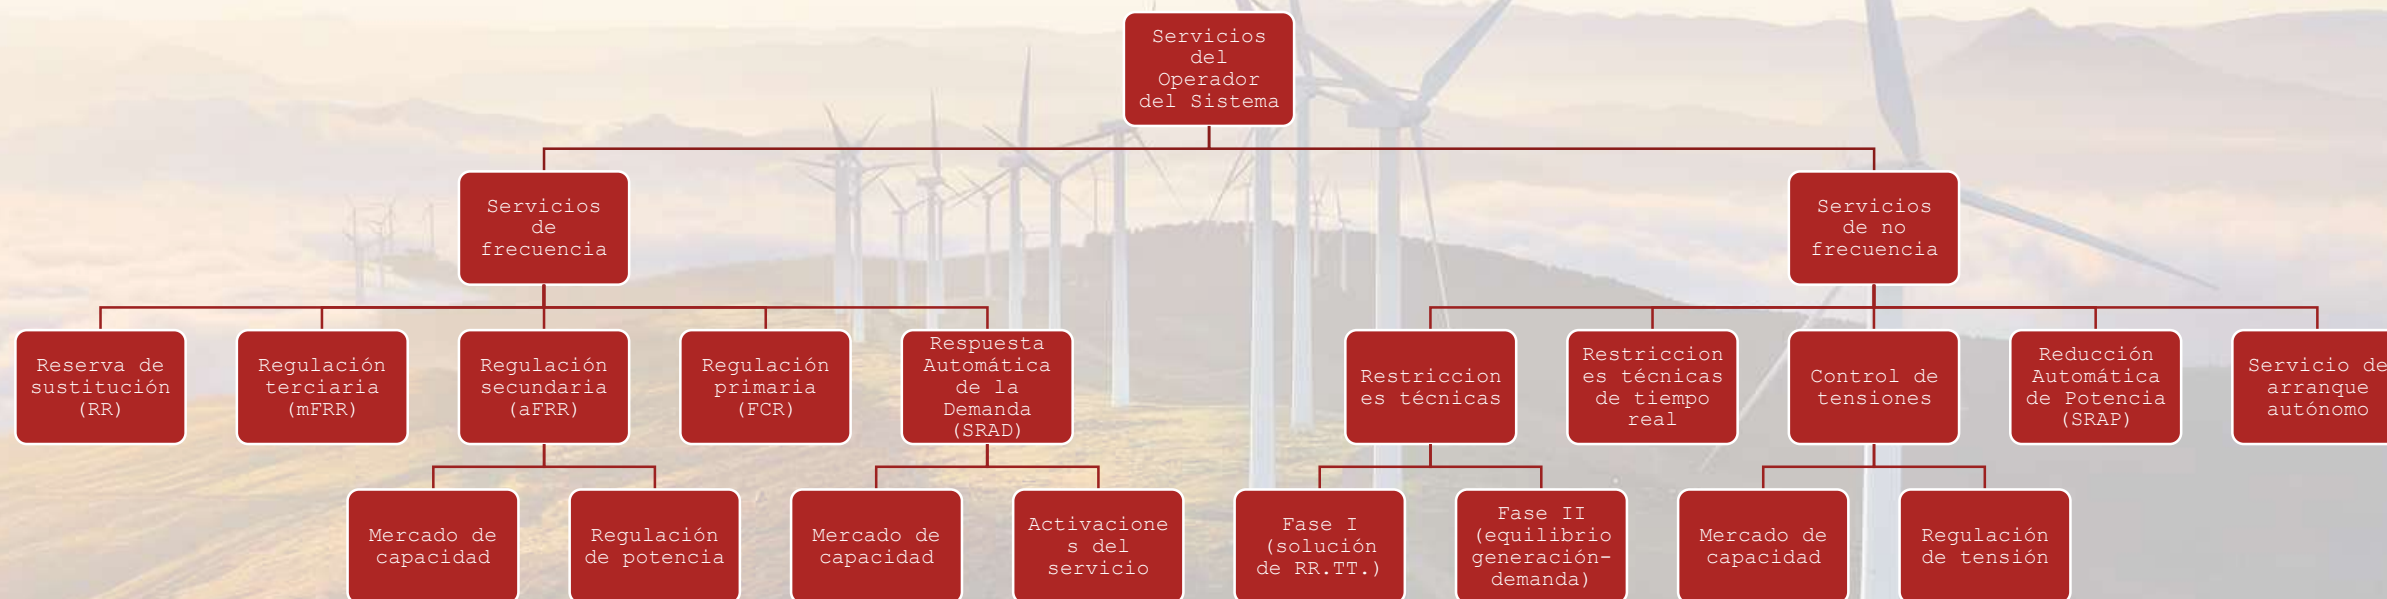 Servicios
del
Operador
del Sistema
Servicios
de
frecuencia
Servicios
de no
frecuencia
Reserva de
sustitución
(RR)
Regulación
terciaria
(mFRR)
Regulación
secundaria
(aFRR)
Regulación
primaria
(FCR)
Respuesta
Automática
de la
Demanda
(SRAD)
Restriccion
es técnicas
Restriccion
es técnicas
de tiempo
real
Control de
tensiones
Reducción
Automática
de Potencia
(SRAP)
Servicio de
arranque
autónomo
Mercado de
capacidad
Regulación
de potencia
Mercado de
capacidad
Activacione
s del
servicio
Fase I
(solución
de RR.TT.)
Fase II
(equilibrio
generación-
demanda)
Mercado de
capacidad
Regulación
de tensión